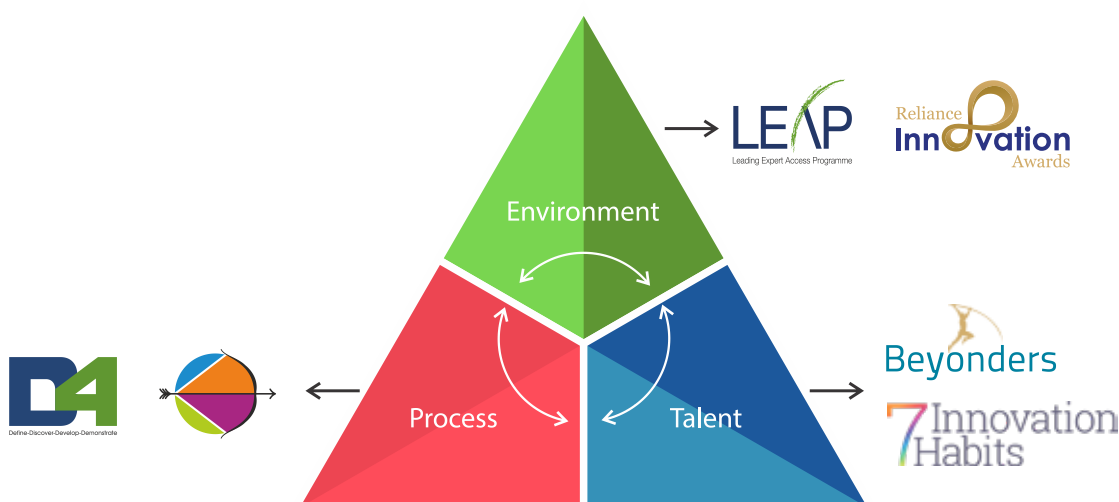 LEAP
Leading Expert Access Programme
Reliance
Innovation
Awards
Environment
Beyonders
D4
Define-Discover-Develop-Demonstrate
Process
Talent
7 Innovation
Habits